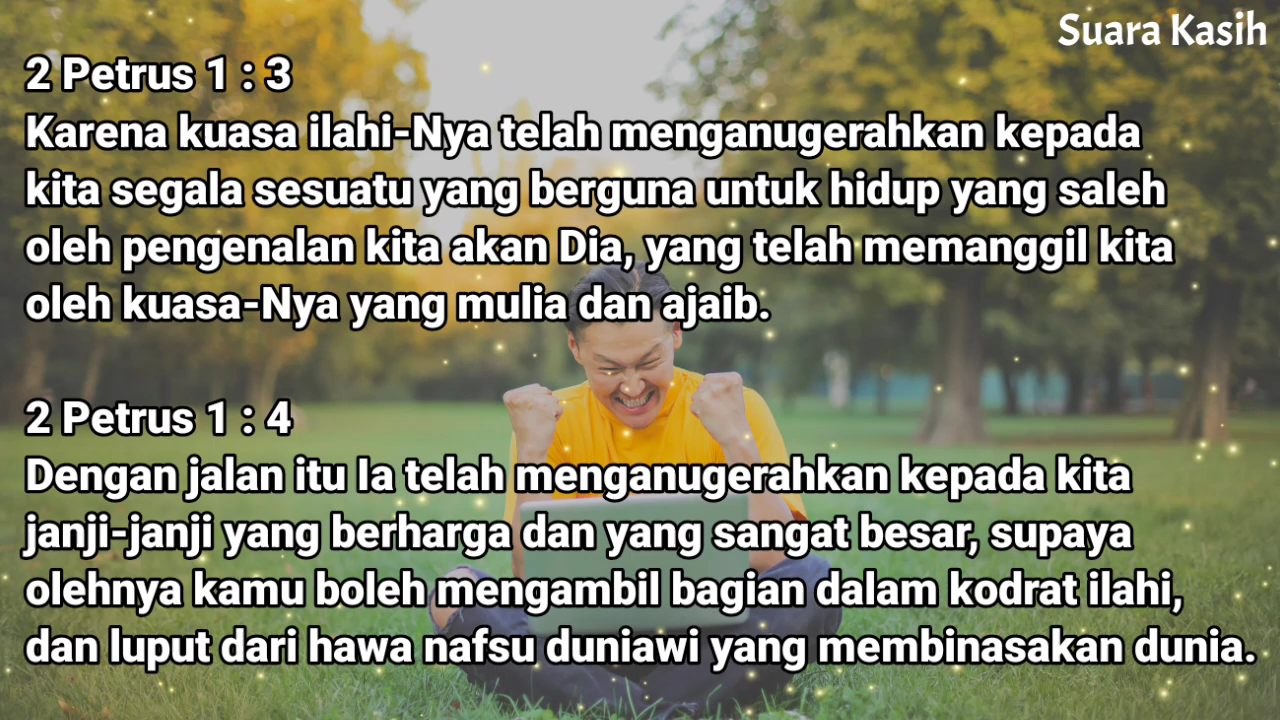 Suara Kasih
2 Petrus 1 : 3
Karena kuasa ilahi-Nya telah menganugerahkan kepada
kita segala sesuatu yang berguna untuk hidup yang saleh
oleh pengenalan kita akan Dia, yang telah memanggil kita
oleh kuasa-Nya yang mulia dan ajaib.
2 Petrus 1 : 4
Dengan jalan itu Ia telah menganugerahkan kepada kita
janji-janji yang berharga dan yang sangat besar, supaya
olehnya kamu boleh mengambil bagian dalam kodrat ilahi,
dan luput dari hawa nafsu duniawi yang membinasakan dunia.